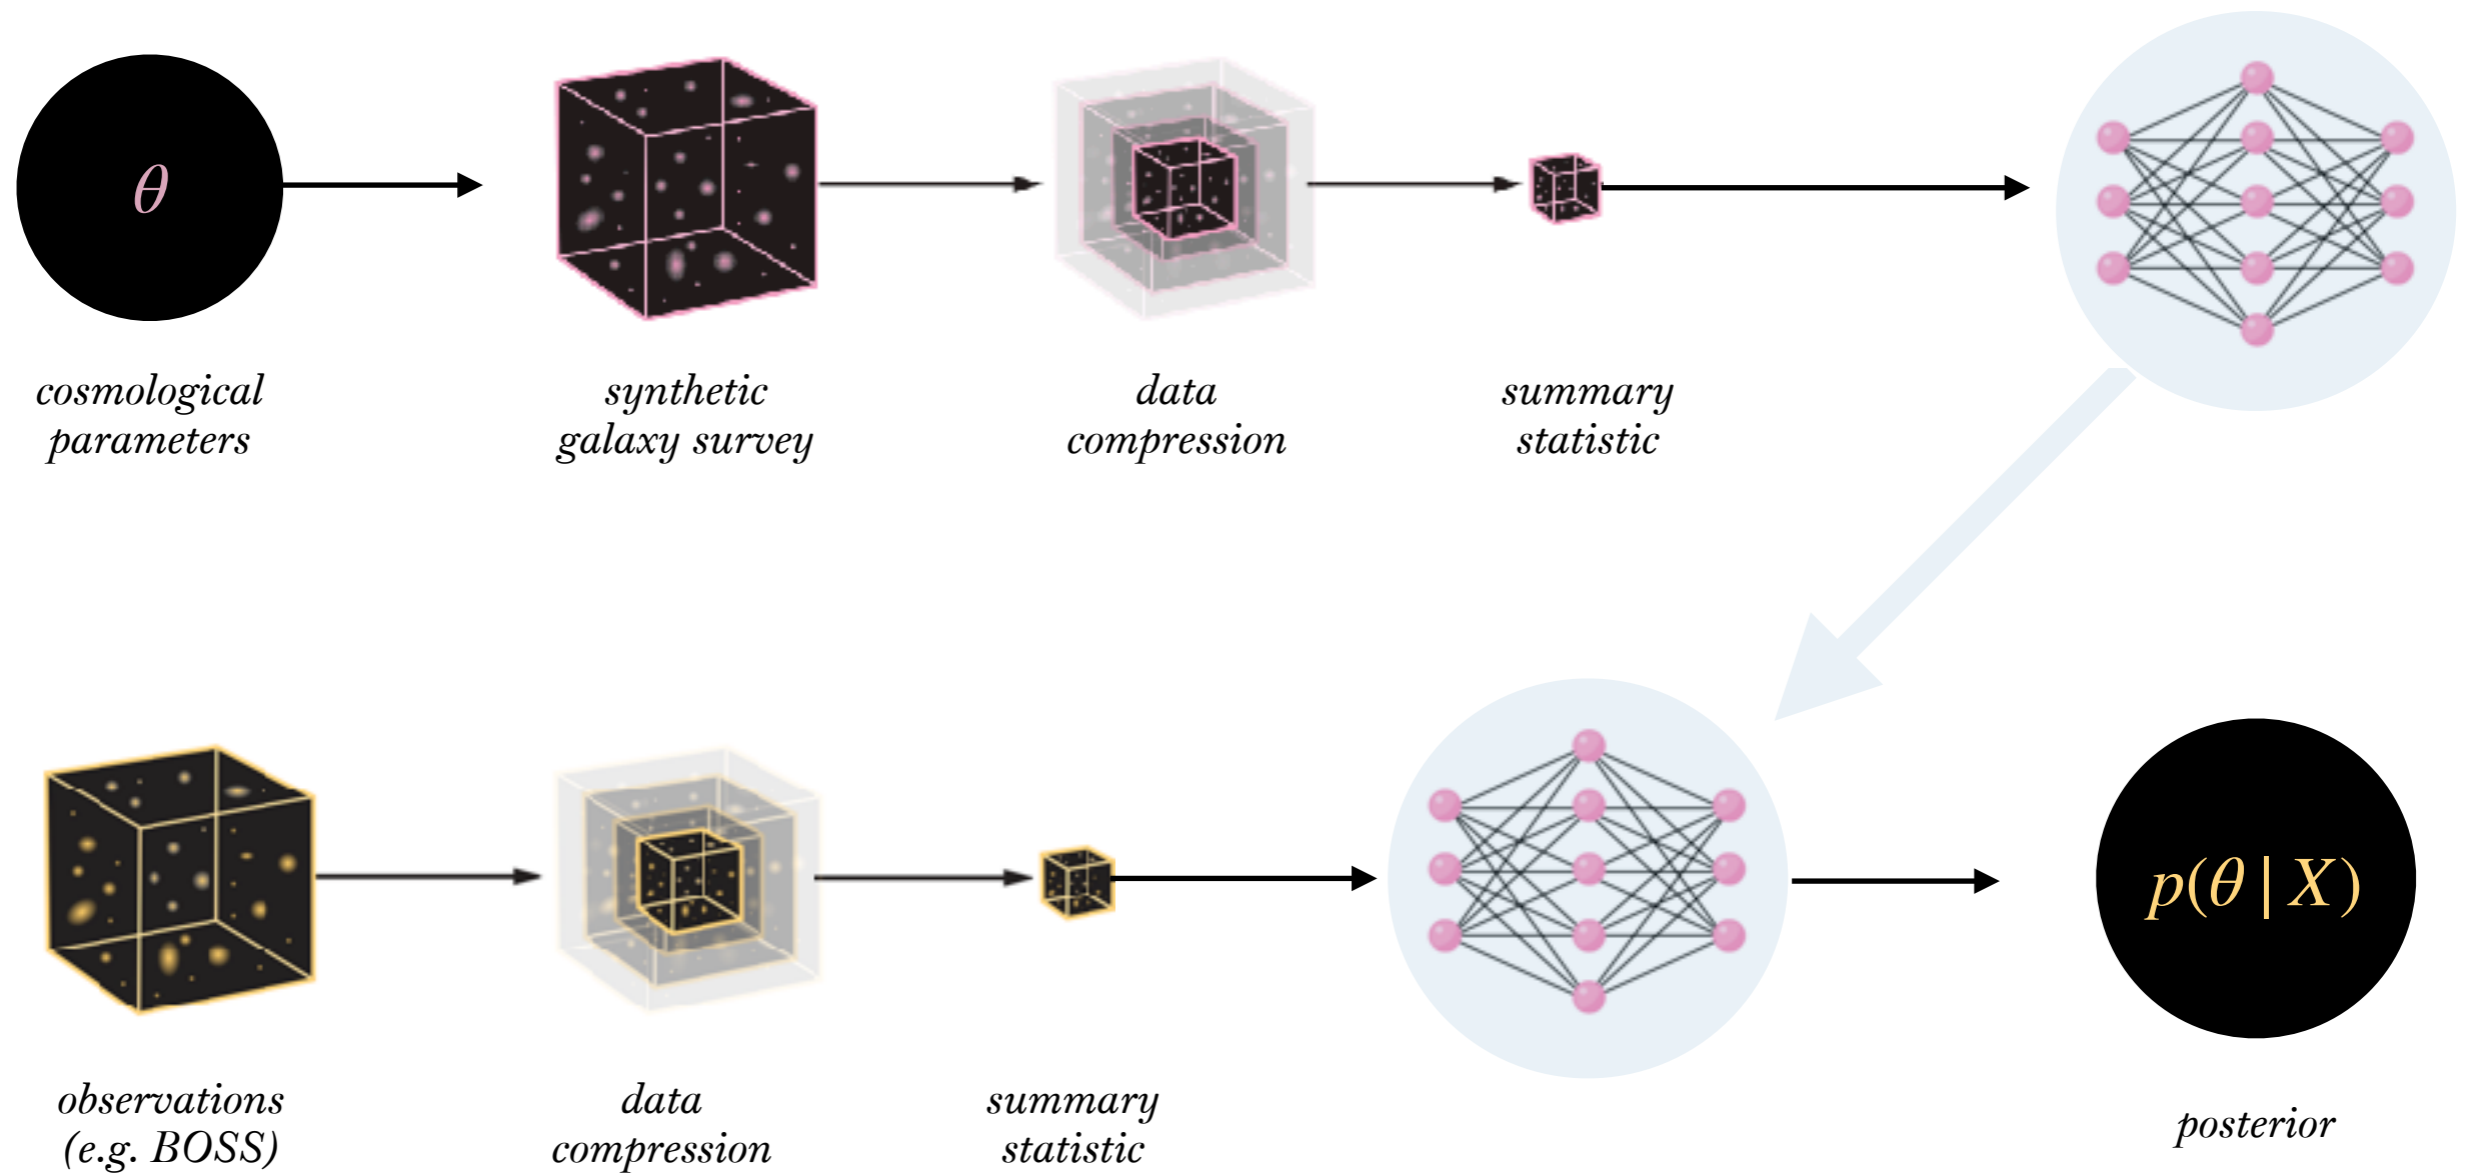 θ
cosmological
parameters
synthetic
galaxy survey
data
compression
summary
statistic
p(θ | X)
observations
(e.g. BOSS)
data
compression
summary
statistic
posterior